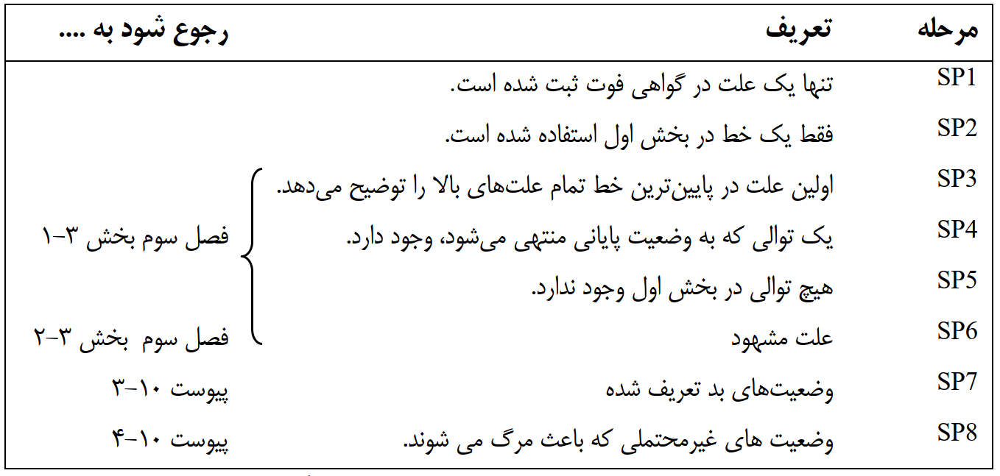 مرحله تعریف رجوع شود به ....
SP1 تنها یک علت در گواهی فوت ثبت شده است.
SP2 فقط یک خط در بخش اول استفاده شده است.
SP3 اولین علت در پایین‌ترین خط تمام علت‌های بالا را توضیح می‌دهد.
SP4 یک توالی که به وضعیت پایانی منتهی می‌شود، وجود دارد. فصل سوم بخش ۳-۱
SP5 هیچ توالی در بخش اول وجود ندارد.
SP6 علت مشهود فصل سوم بخش ۳-۲
SP7 وضعیت‌های بد تعریف شده پیوست ۱۰-۳
SP8 وضعیت های غیرمحتملی که باعث مرگ می شوند. پیوست ۱۰-۴